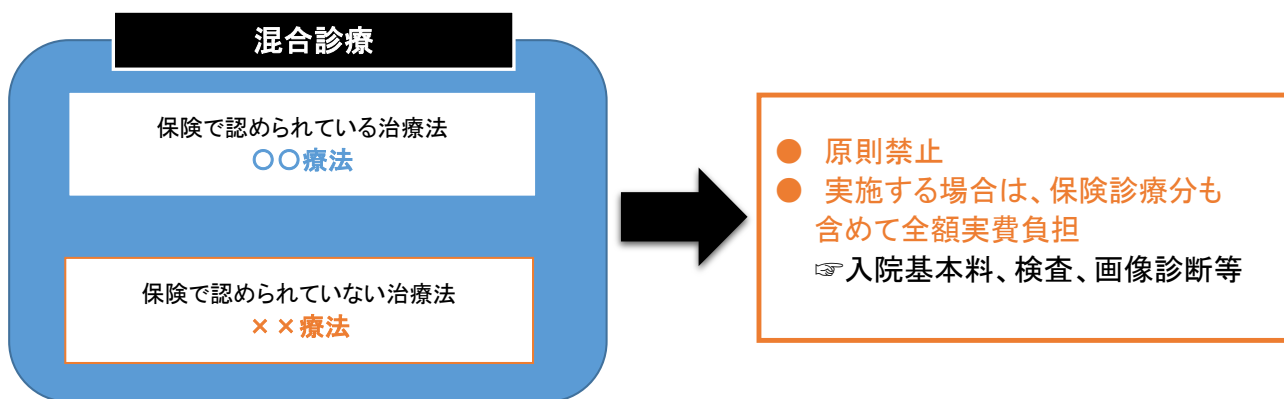 混合診療
保険で認められている治療法
〇〇療法
保険で認められていない治療法
××療法
● 原則禁止
● 実施する場合は、保険診療分も
含めて全額実費負担
☞入院基本料、検査、画像診断等